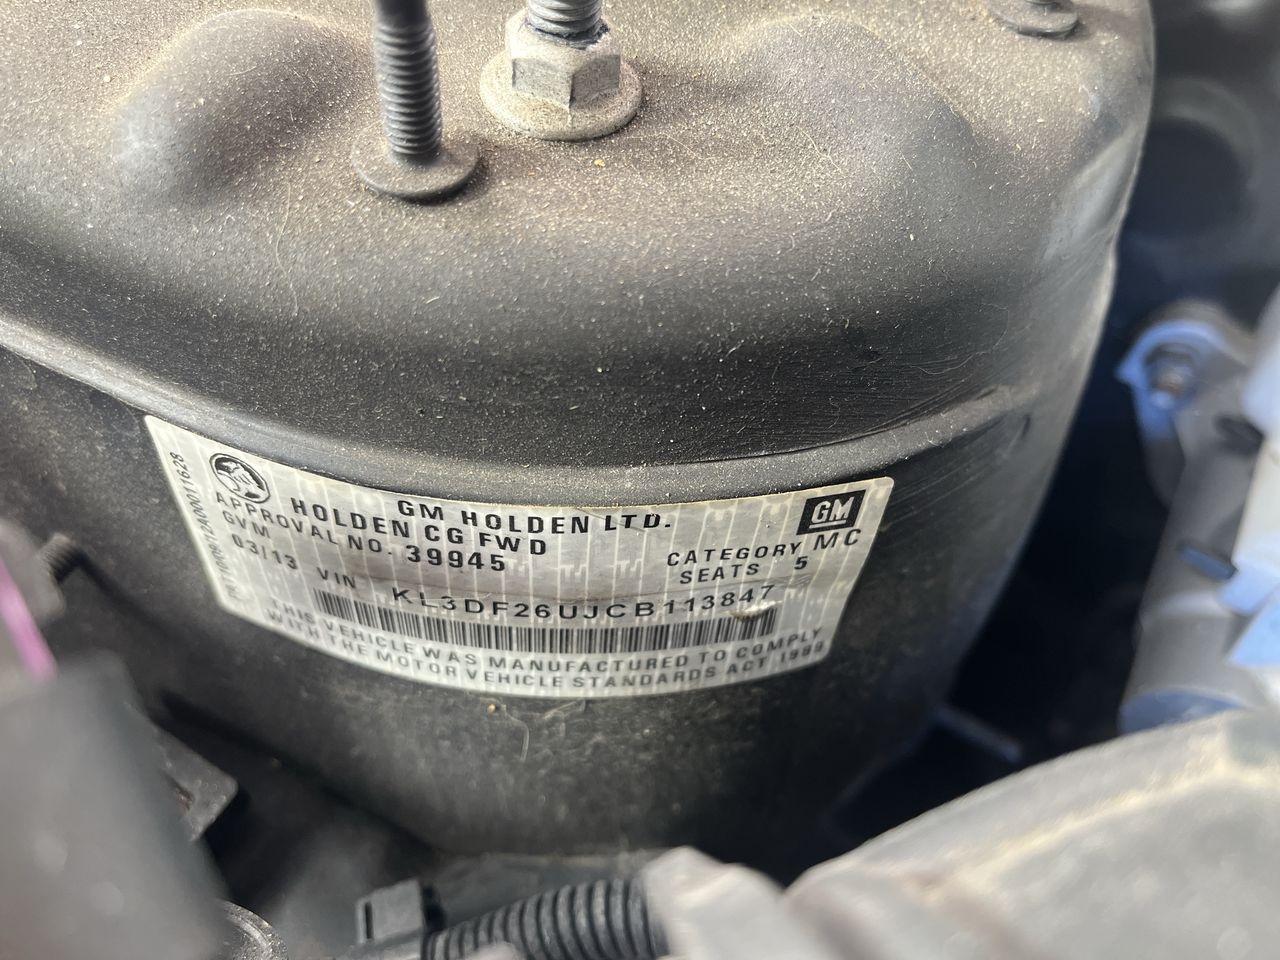 GM HOLDEN LTD.
GM
HOLDEN CG FWD
APPROVAL NO. 39945
CATEGORY MC
GVM
SEATS 5
03/13 VIN KL3DF26UJCB113847
THIS VEHICLE WAS MANUFACTURED TO COMPLY
WITH THE MOTOR VEHICLE STANDARDS ACT 1989